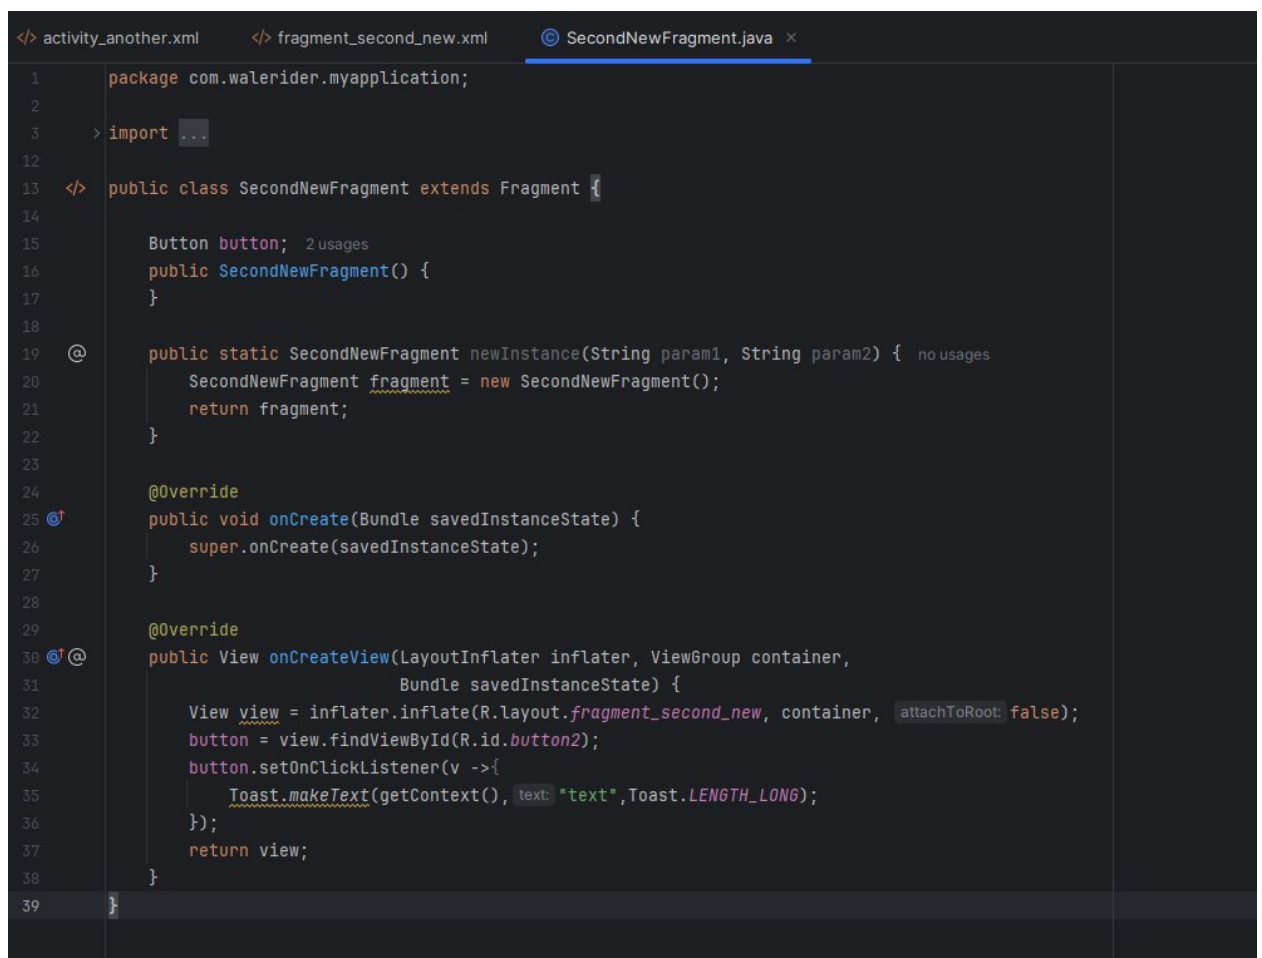 </> activity_another.xml </> fragment_second_new.xml © SecondNewFragment.java ×
1 package com.walerider.myapplication;
2
3 > import ...
12
13 </> public class SecondNewFragment extends Fragment {
14
15 Button button; 2 usages
16 public SecondNewFragment() {
17 }
18
19 @ public static SecondNewFragment newInstance(String param1, String param2) { no usages
20 SecondNewFragment fragment = new SecondNewFragment();
21 return fragment;
22 }
23
24 @Override
25 public void onCreate(Bundle savedInstanceState) {
26 super.onCreate(savedInstanceState);
27 }
28
29 @Override
30 @ public View onCreateView(LayoutInflater inflater, ViewGroup container,
31 Bundle savedInstanceState) {
32 View view = inflater.inflate(R.layout.fragment_second_new, container, attachToRoot: false);
33 button = view.findViewById(R.id.button2);
34 button.setOnClickListener(v ->{
35 Toast.makeText(getContext(), text: "text",Toast.LENGTH_LONG);
36 });
37 return view;
38 }
39 }